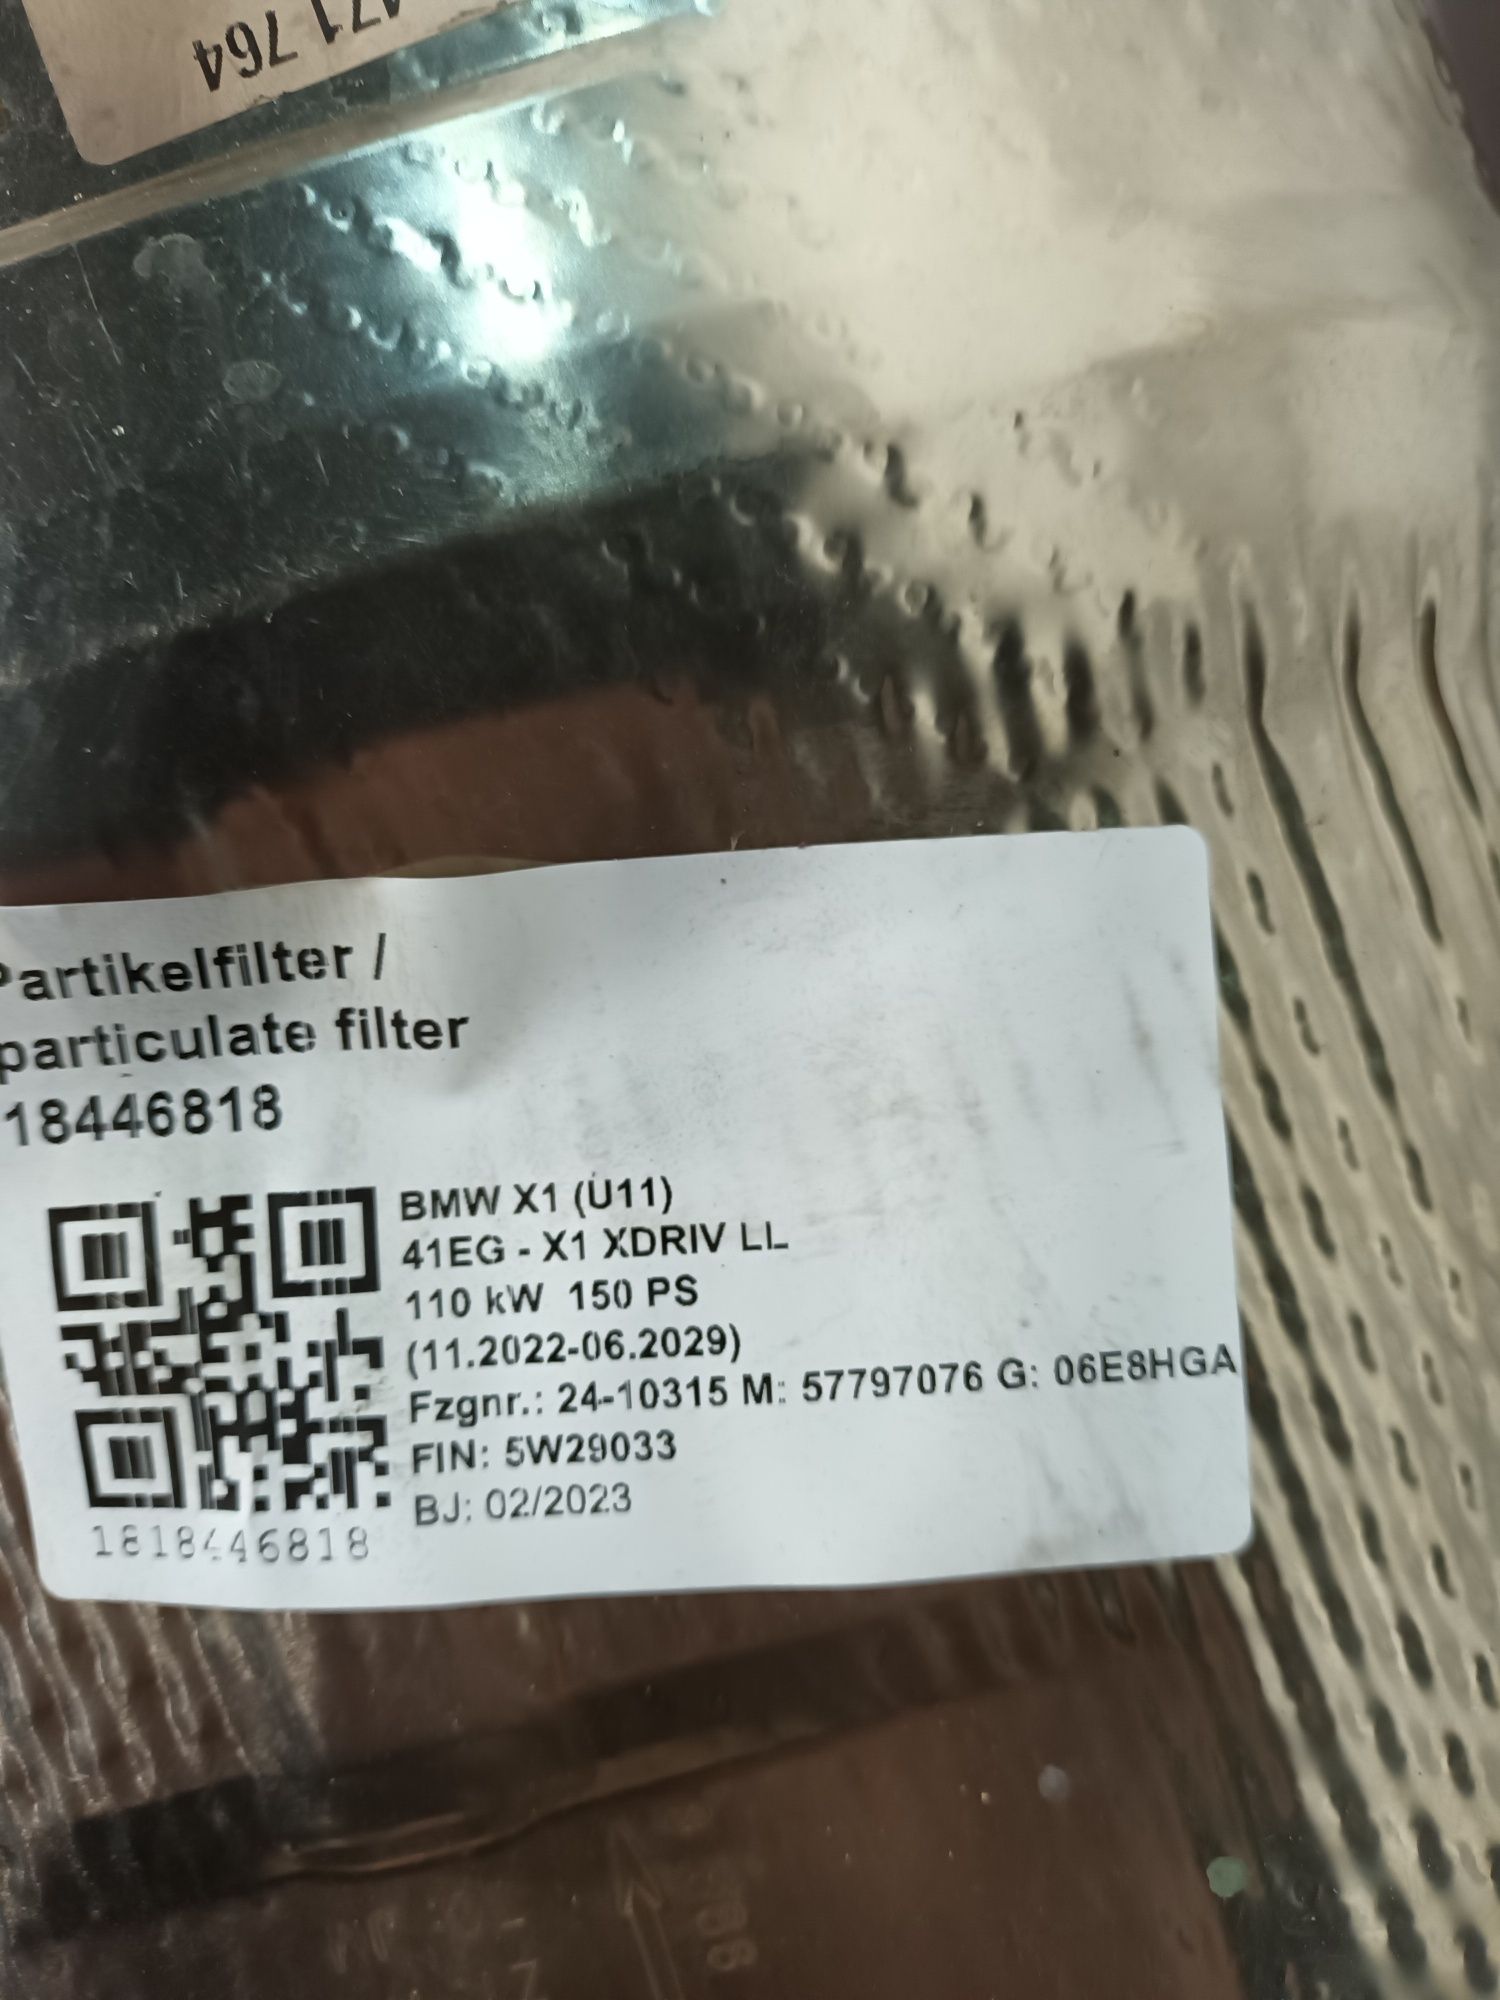 471 764
Partikelfilter /
particulate filter
18446818
BMW X1 (U11)
41EG - X1 XDRIV LL
110 kW 150 PS
(11.2022-06.2029)
Fzgnr.: 24-10315 M: 57797076 G: 06E8HGA
FIN: 5W29033
BJ: 02/2023
1818446818